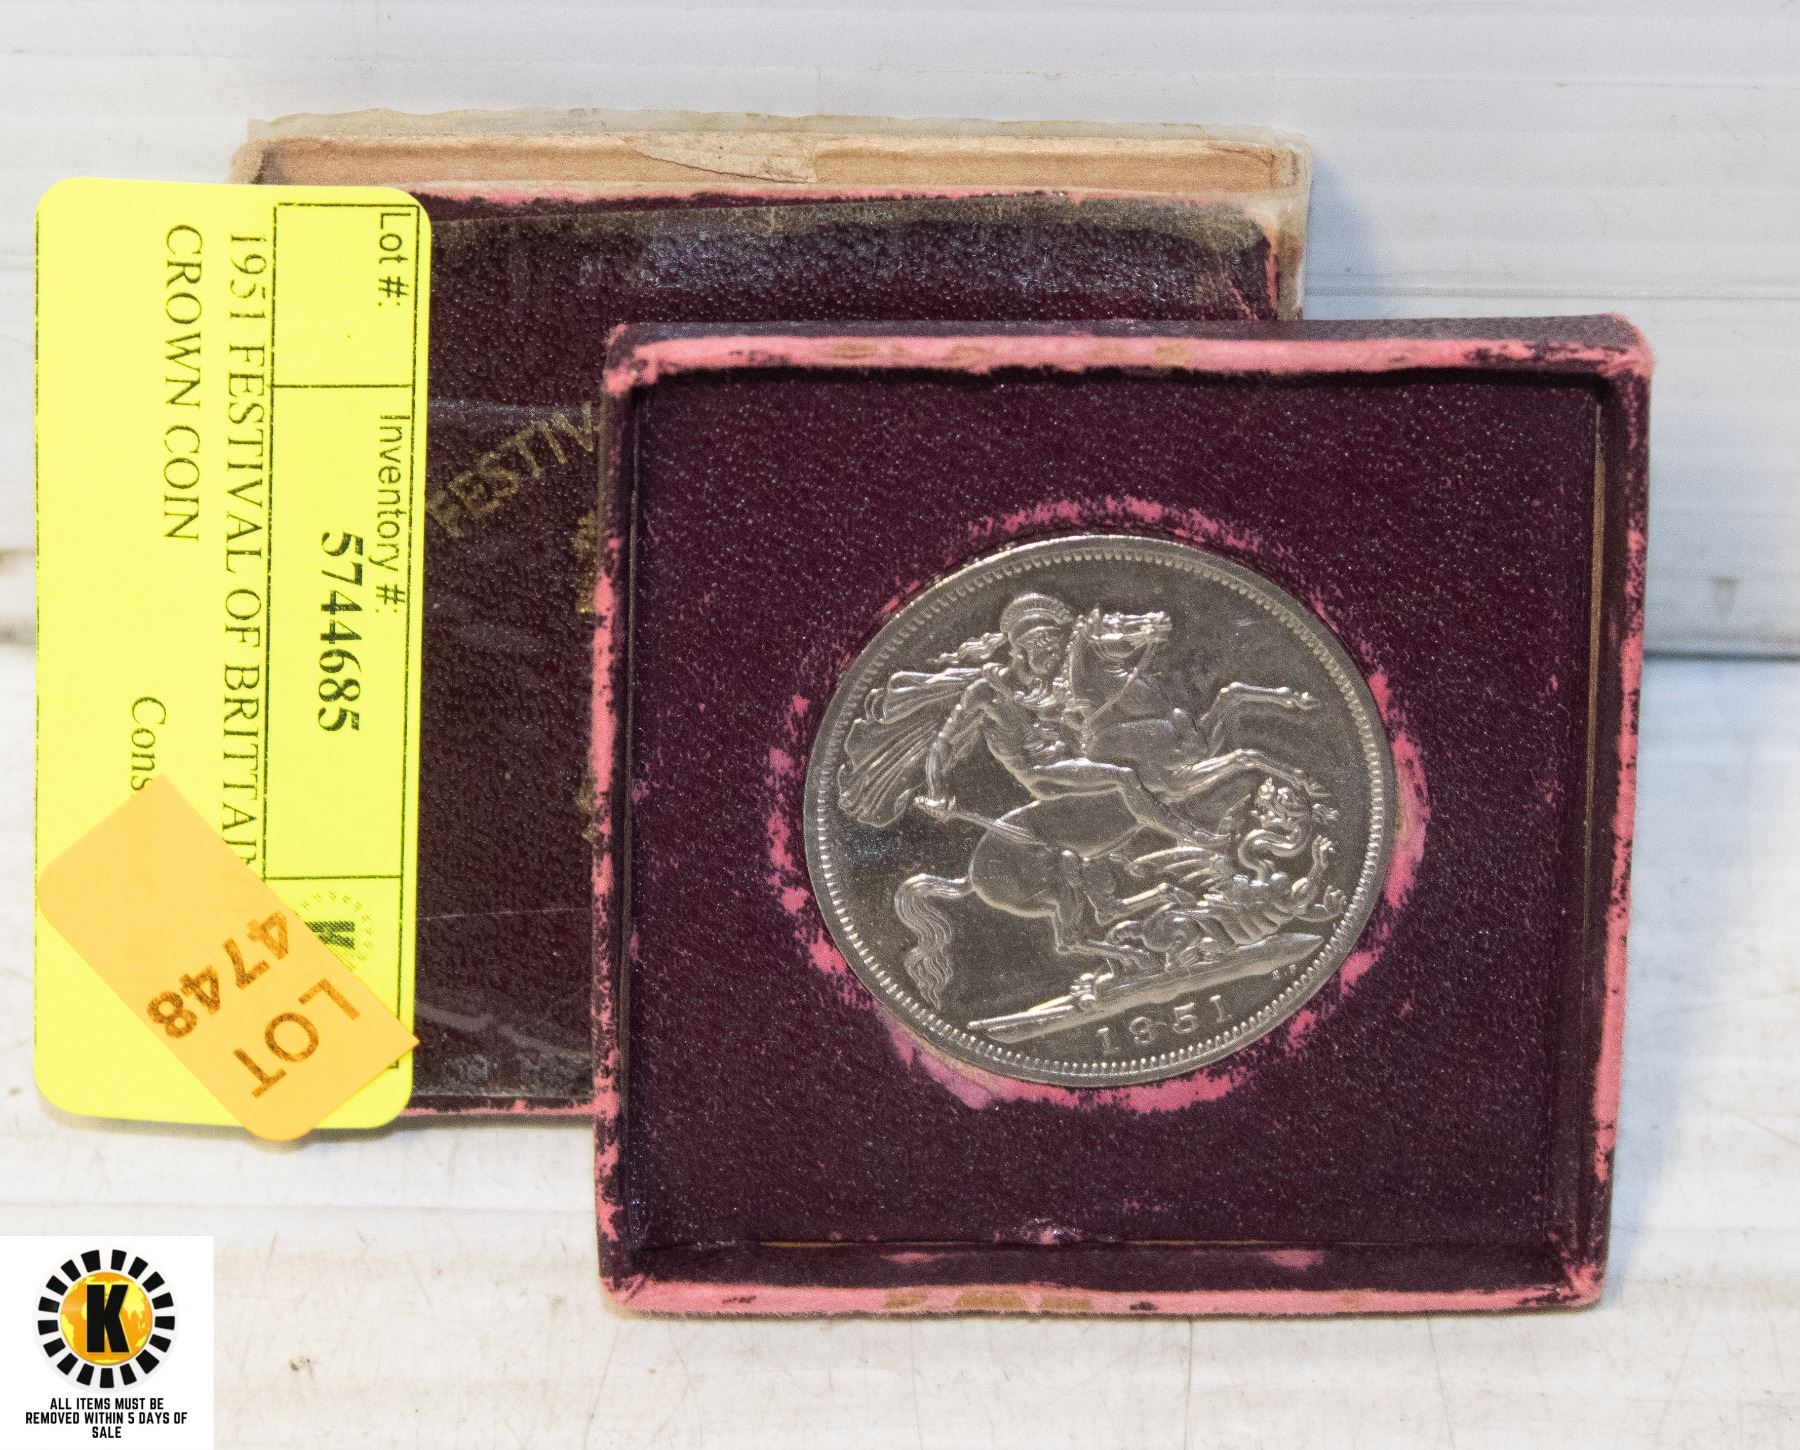 Lot #:
Inventory #:
5744685
1951 FESTIVAL OF BRITTAIN
CROWN COIN
Cons
LOT
4748
FESTIV
1951
K
ALL ITEMS MUST BE
REMOVED WITHIN 5 DAYS OF
SALE